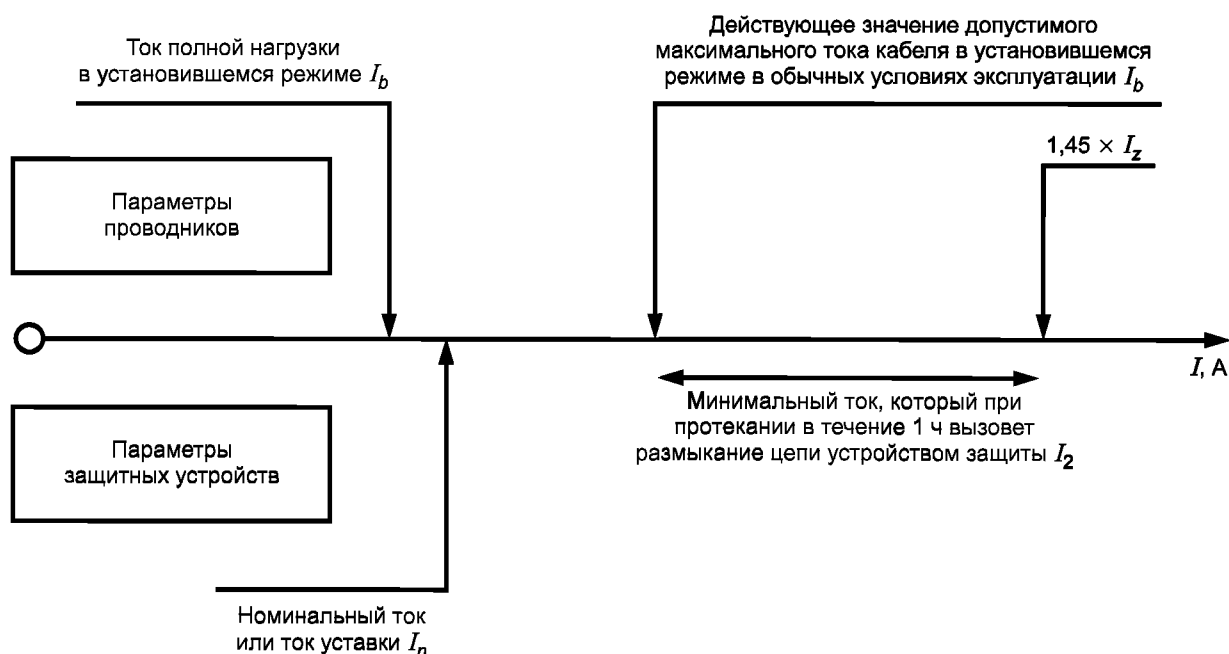 Ток полной нагрузки
в установившемся режиме I_b
Действующее значение допустимого
максимального тока кабеля в установившемся
режиме в обычных условиях эксплуатации I_b
1,45 × I_z
Параметры
проводников
I, А
Параметры
защитных устройств
Минимальный ток, который при
протекании в течение 1 ч вызовет
размыкание цепи устройством защиты I_2
Номинальный ток
или ток уставки I_n